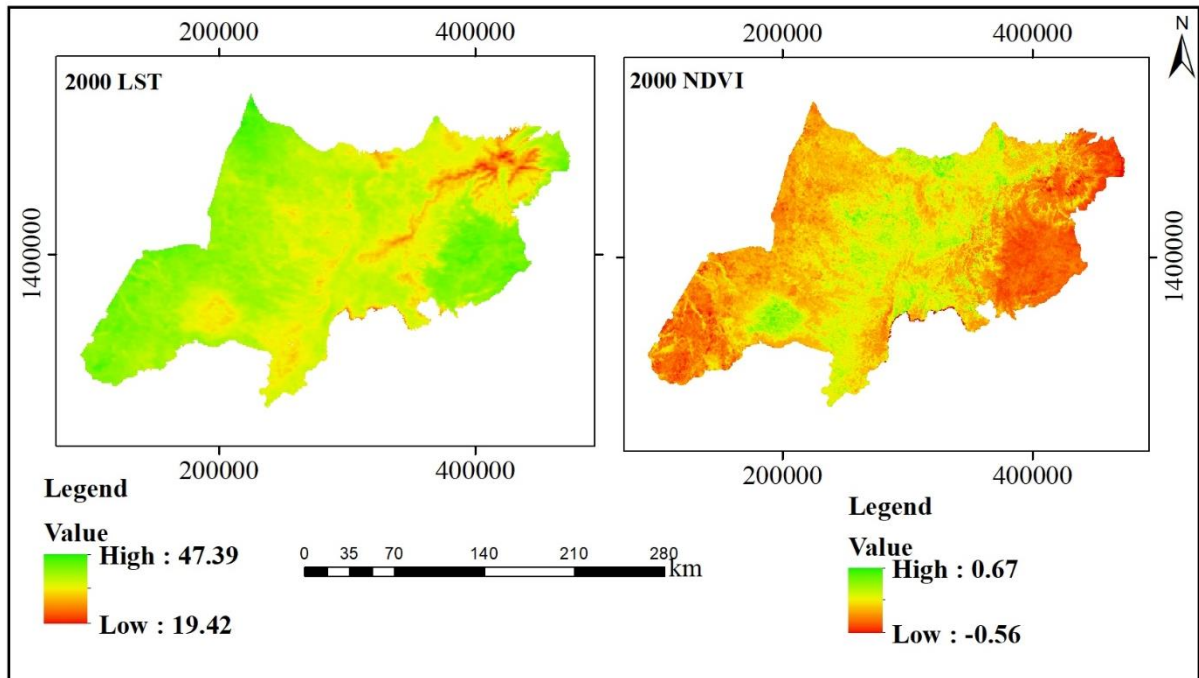 N
200000 400000
2000 LST
1400000
200000 400000
Legend
Value
High : 47.39
Low : 19.42
200000 400000
2000 NDVI
1400000
200000 400000
Legend
Value
High : 0.67
Low : -0.56
0 35 70 140 210 280
km